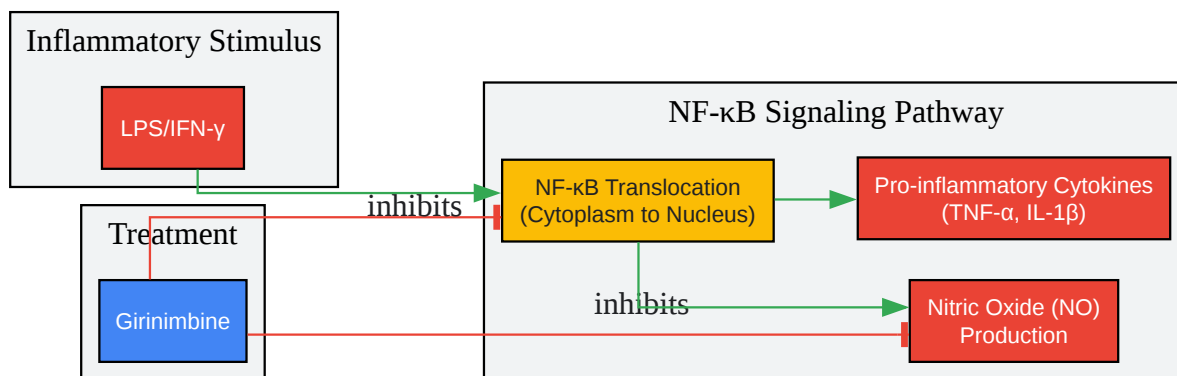 Inflammatory Stimulus
LPS/IFN-γ
NF-κB Signaling Pathway
NF-κB Translocation
(Cytoplasm to Nucleus)
Pro-inflammatory Cytokines
(TNF-α, IL-1β)
inhibits
Treatment
Girinimbine
inhibits
Nitric Oxide (NO)
Production